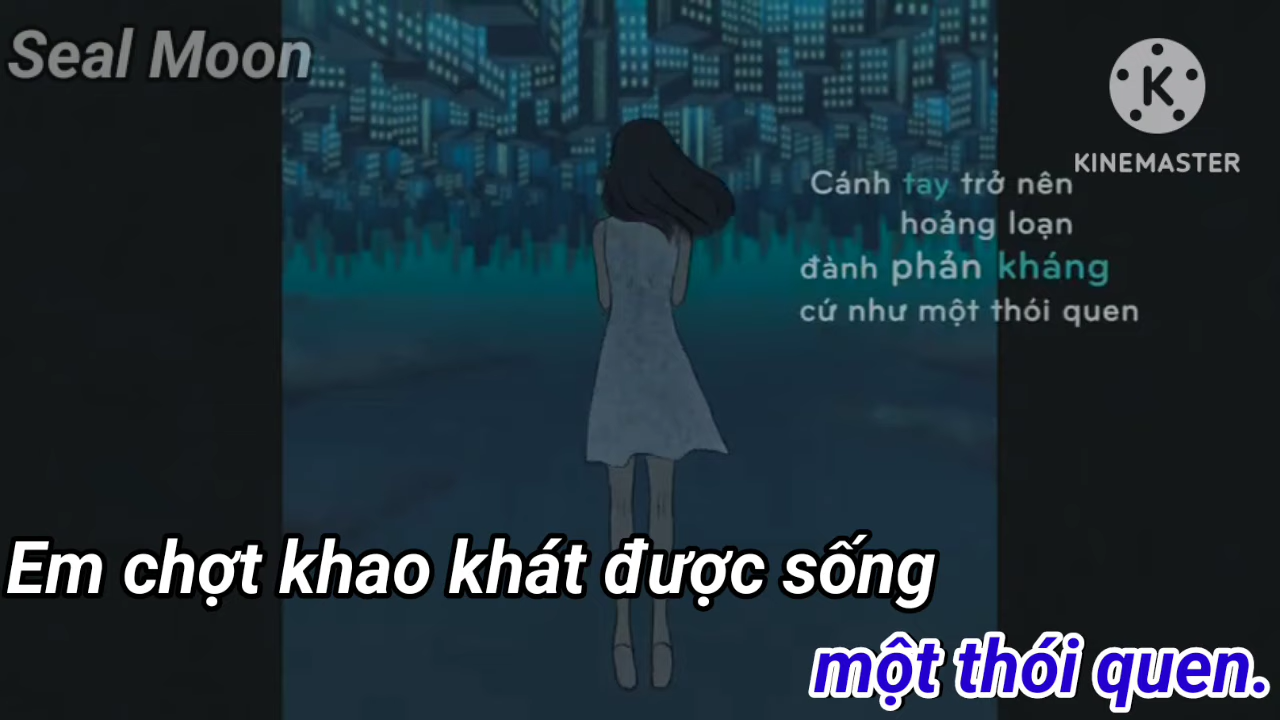 Seal Moon
K
KINEMASTER
Cánh tay trở nên
hoảng loạn
đành phản kháng
cứ như một thói quen
Em chợt khao khát được sống
một thói quen.